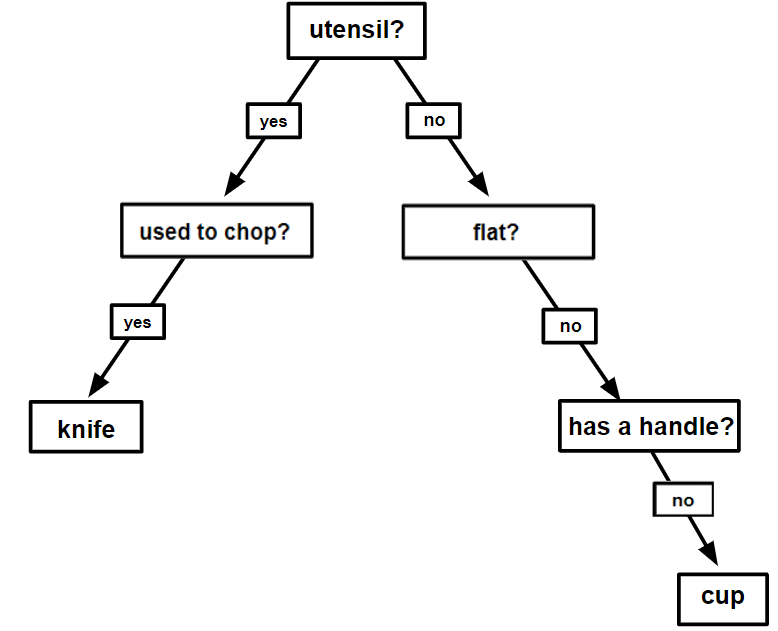 utensil?
yes
no
used to chop?
flat?
yes
no
knife
has a handle?
no
cup